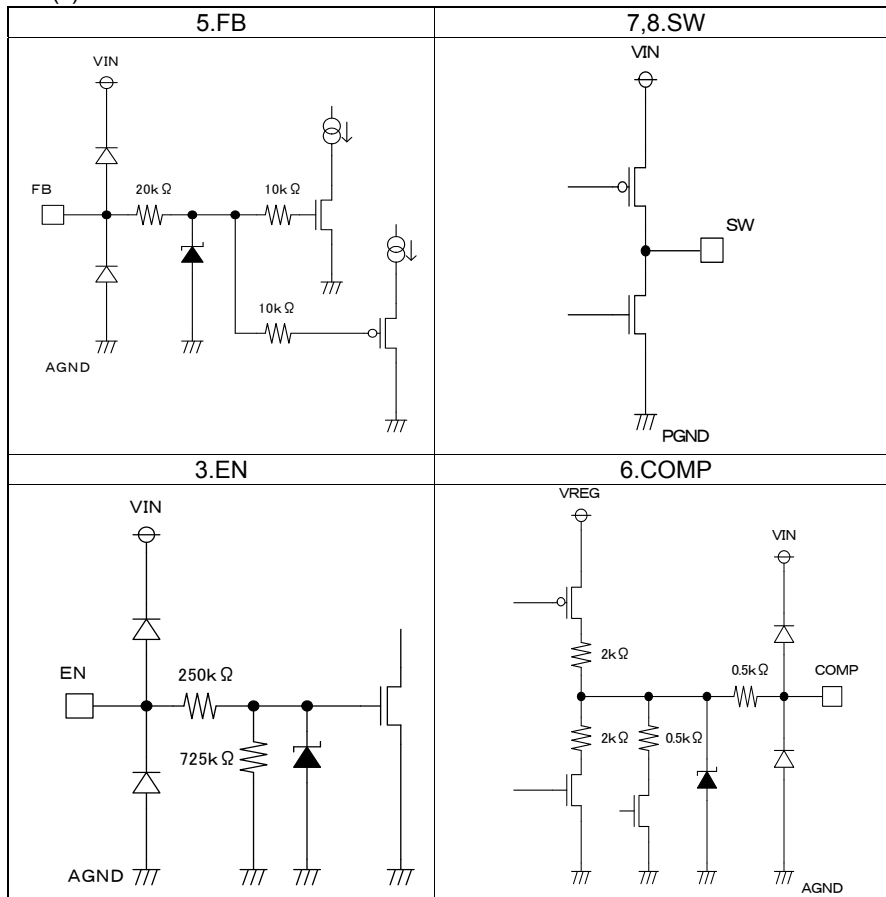 5.FB
7,8.SW
VIN
FB
20kΩ
10kΩ
10kΩ
AGND
VIN
SW
PGND
3.EN
6.COMP
VIN
EN
250kΩ
725kΩ
AGND
VREG
VIN
2kΩ
0.5kΩ
COMP
2kΩ
0.5kΩ
AGND